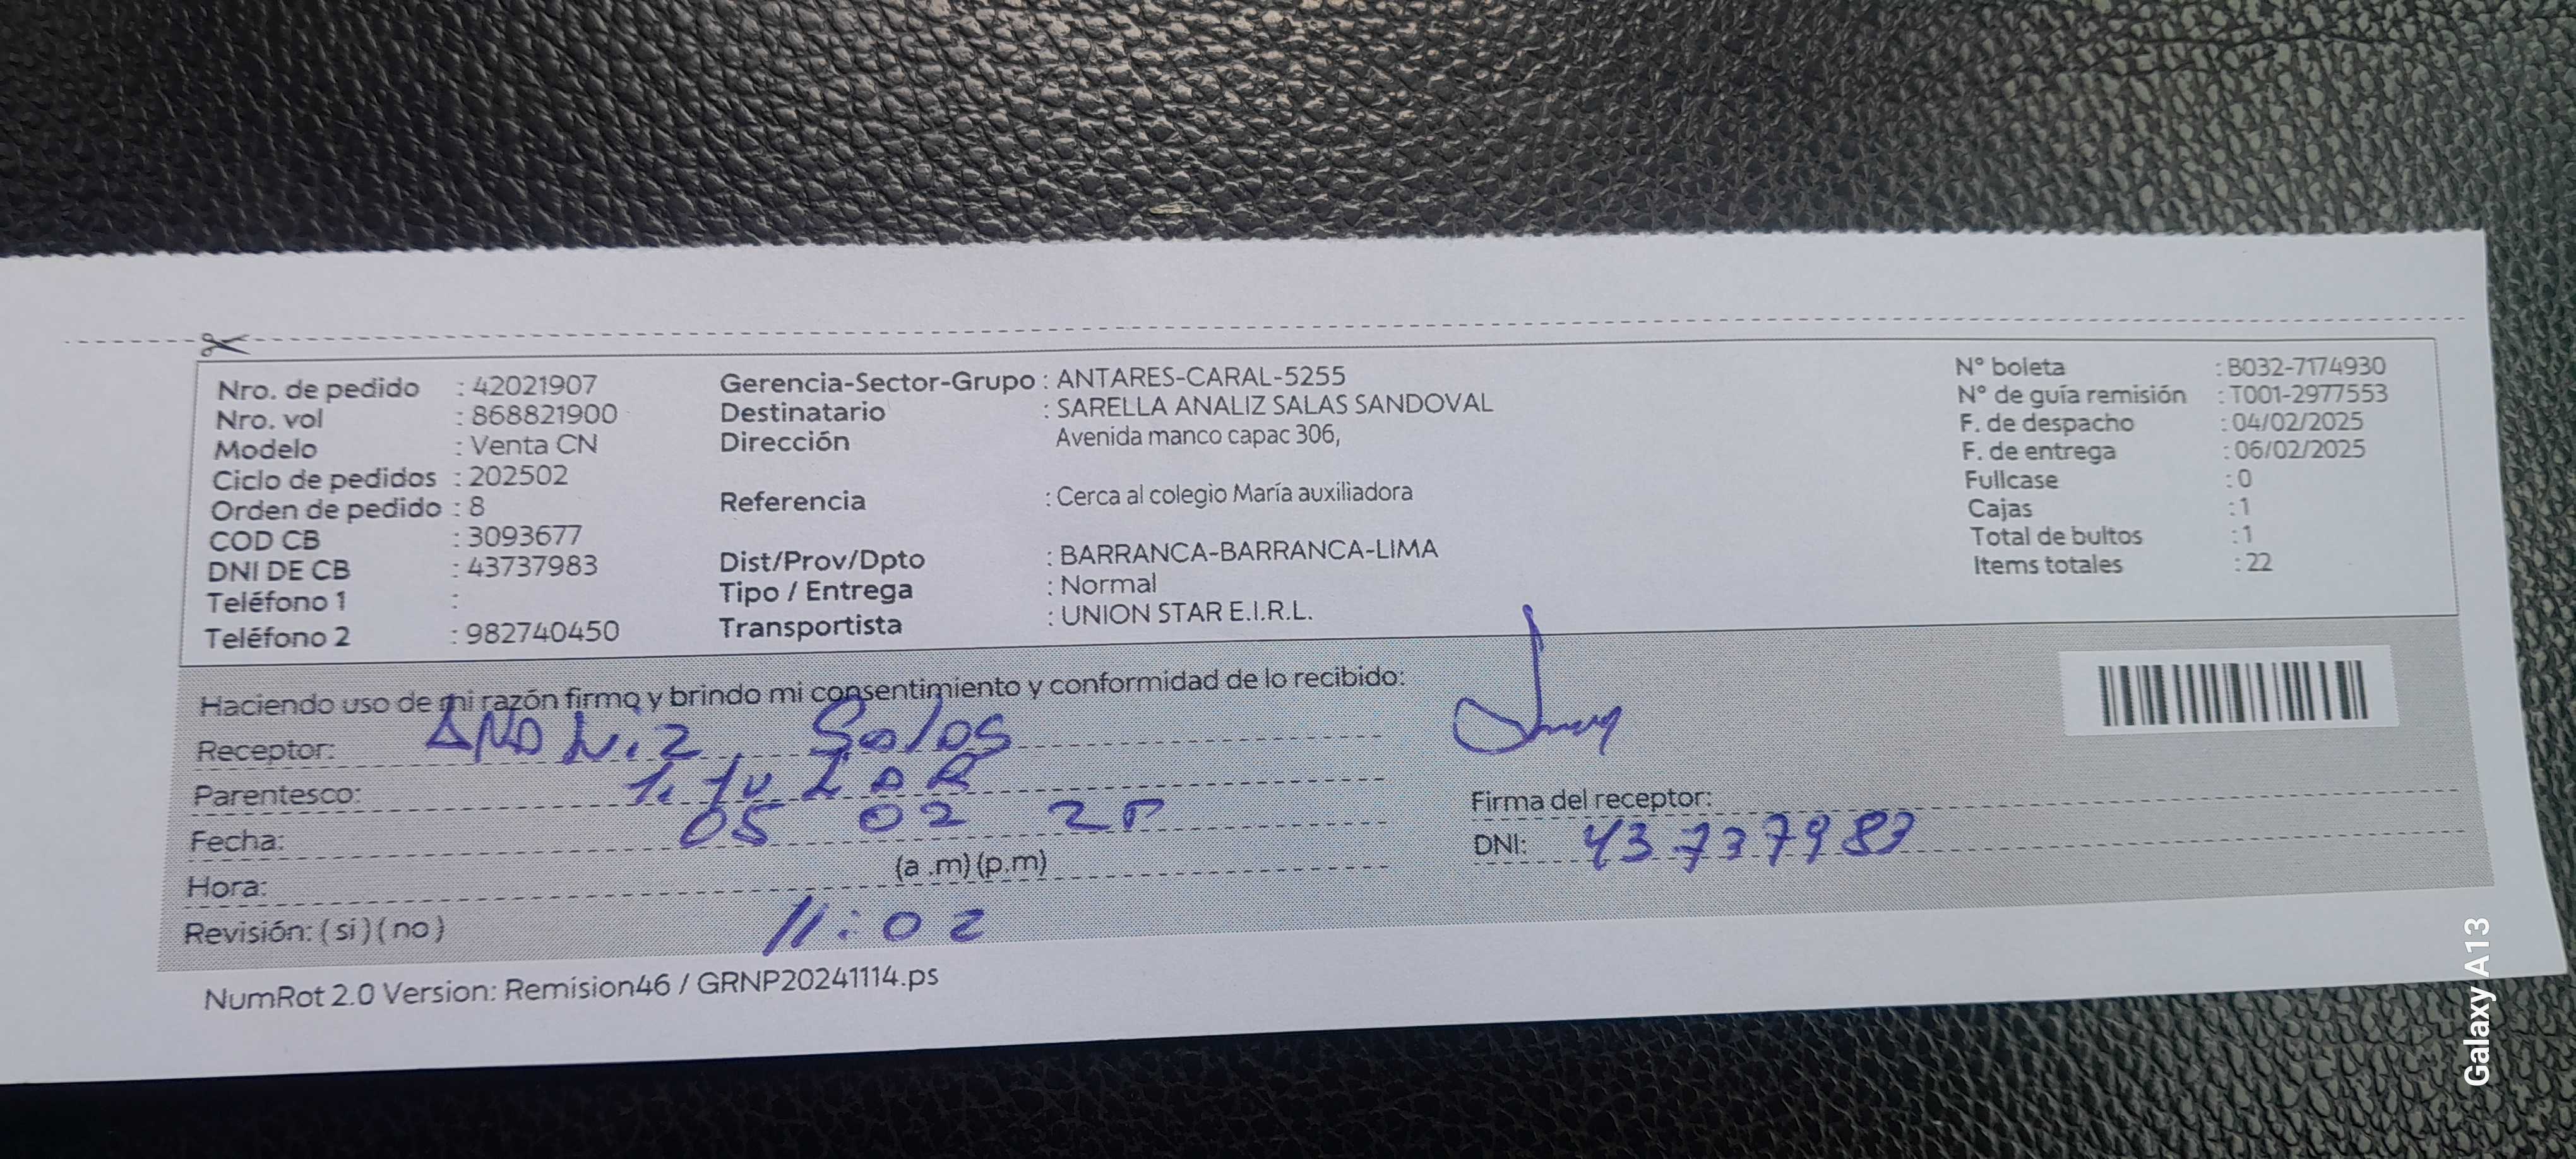 Nro. de pedido : 42021907
Nro. vol : 868821900
Modelo : Venta CN
Ciclo de pedidos : 202502
Orden de pedido : 8
COD CB : 3093677
DNI DE CB : 43737983
Teléfono 1 :
Teléfono 2 : 982740450
Gerencia-Sector-Grupo : ANTARES-CARAL-5255
Destinatario : SARELLA ANALIZ SALAS SANDOVAL
Dirección Avenida manco capac 306,
Referencia : Cerca al colegio María auxiliadora
Dist/Prov/Dpto : BARRANCA-BARRANCA-LIMA
Tipo / Entrega : Normal
Transportista : UNION STAR E.I.R.L.
N° boleta : B032-7174930
N° de guía remisión : T001-2977553
F. de despacho : 04/02/2025
F. de entrega : 06/02/2025
Fullcase : 0
Cajas : 1
Total de bultos : 1
Items totales : 22
Haciendo uso de mi razón firmo y brindo mi consentimiento y conformidad de lo recibido:
Receptor: ANALiz Salas
Parentesco:
Fecha: 05 02 25
Hora: (a .m) (p.m)
Revisión: ( si ) ( no ) 11:02
Firma del receptor:
DNI: 43737983
NumRot 2.0 Version: Remision46 / GRNP20241114.ps
Galaxy A13